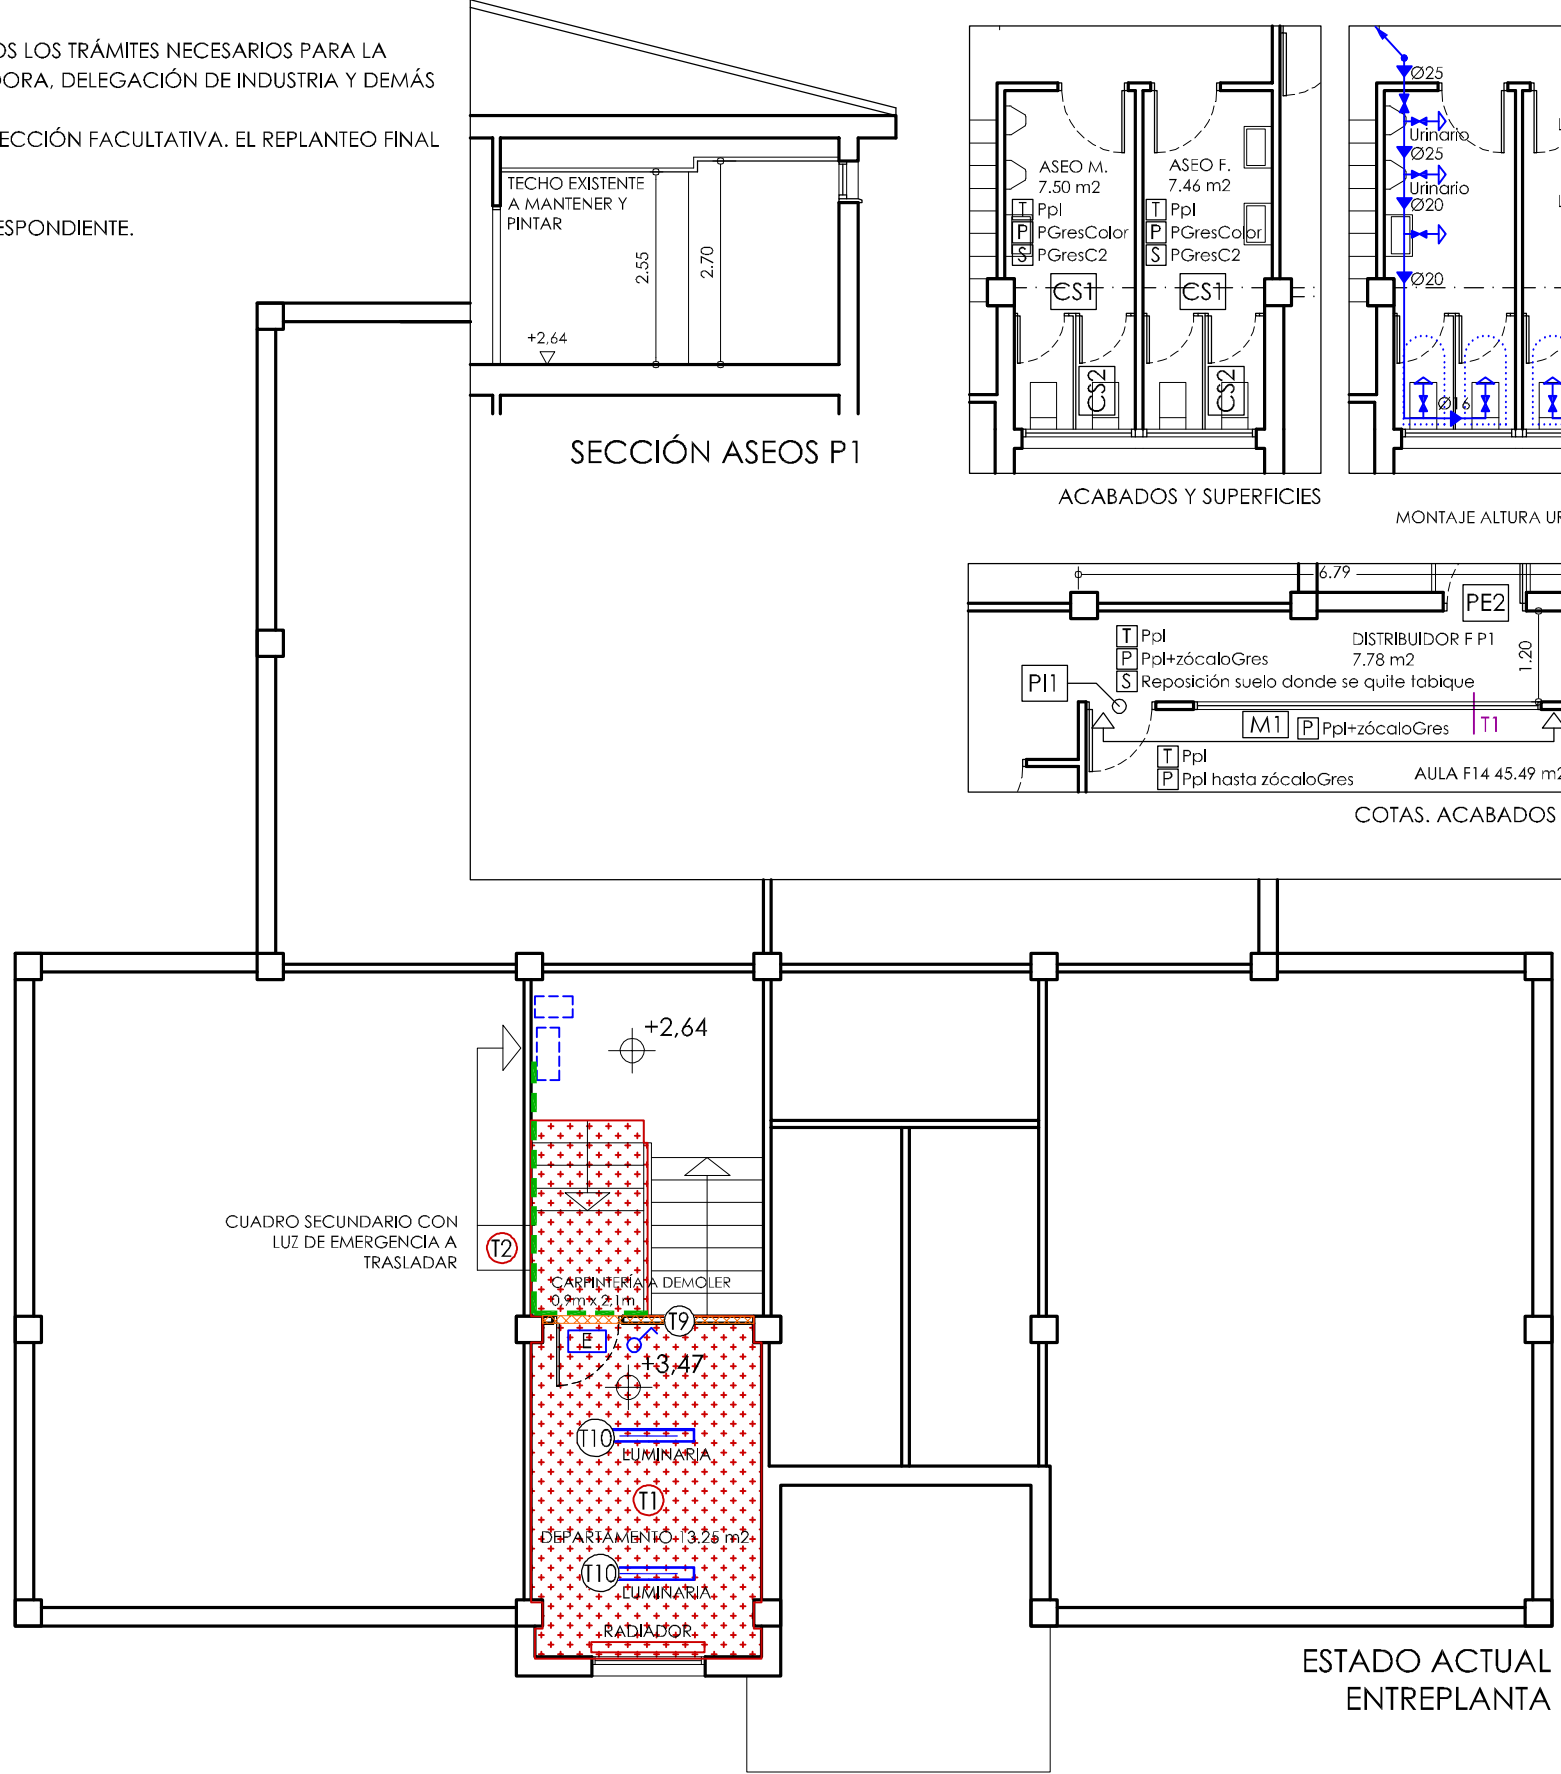 OS LOS TRÁMITES NECESARIOS PARA LA
DORA, DELEGACIÓN DE INDUSTRIA Y DEMÁS
ECCIÓN FACULTATIVA. EL REPLANTEO FINAL
ESPONDIENTE.
TECHO EXISTENTE
A MANTENER Y
PINTAR
2.55
2.70
+2,64
SECCIÓN ASEOS P1
ASEO M.
7.50 m2
T Ppl
P PGresColor
S PGresC2
CS1
CS2
ASEO F.
7.46 m2
T Ppl
P PGresColor
S PGresC2
CS1
CS2
ACABADOS Y SUPERFICIES
Ø25
Urinario
Ø25
Urinario
Ø20
Ø20
Ø16
MONTAJE ALTURA UR
6.79
PE2
T Ppl
P Ppl+zócaloGres
S Reposición suelo donde se quite tabique
DISTRIBUIDOR F P1
7.78 m2
1.20
PI1
M1
P Ppl+zócaloGres
T1
T Ppl
P Ppl hasta zócaloGres
AULA F14 45.49 m2
COTAS. ACABADOS
+2,64
CUADRO SECUNDARIO CON
LUZ DE EMERGENCIA A
TRASLADAR
T2
CARPINTERÍA A DEMOLER
0,9m x 2,1m
T9
E
+3,47
T10
LUMINARIA
T1
DEPARTAMENTO 13.25 m2
T10
LUMINARIA
RADIADOR
ESTADO ACTUAL
ENTREPLANTA